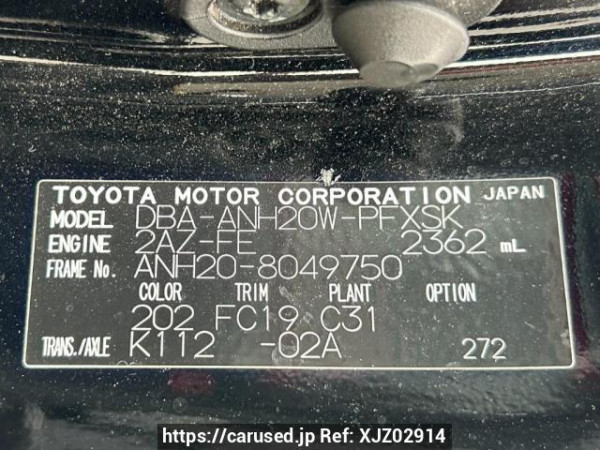 TOYOTA MOTOR CORPORATION JAPAN
MODEL DBA-ANH20W-PFXSK
ENGINE 2AZ-FE 2362 mL
FRAME No. ANH20-8049750
COLOR TRIM PLANT OPTION
202 FC19 C31
TRANS./AXLE K112 -02A 272
https://carused.jp Ref: XJZ02914